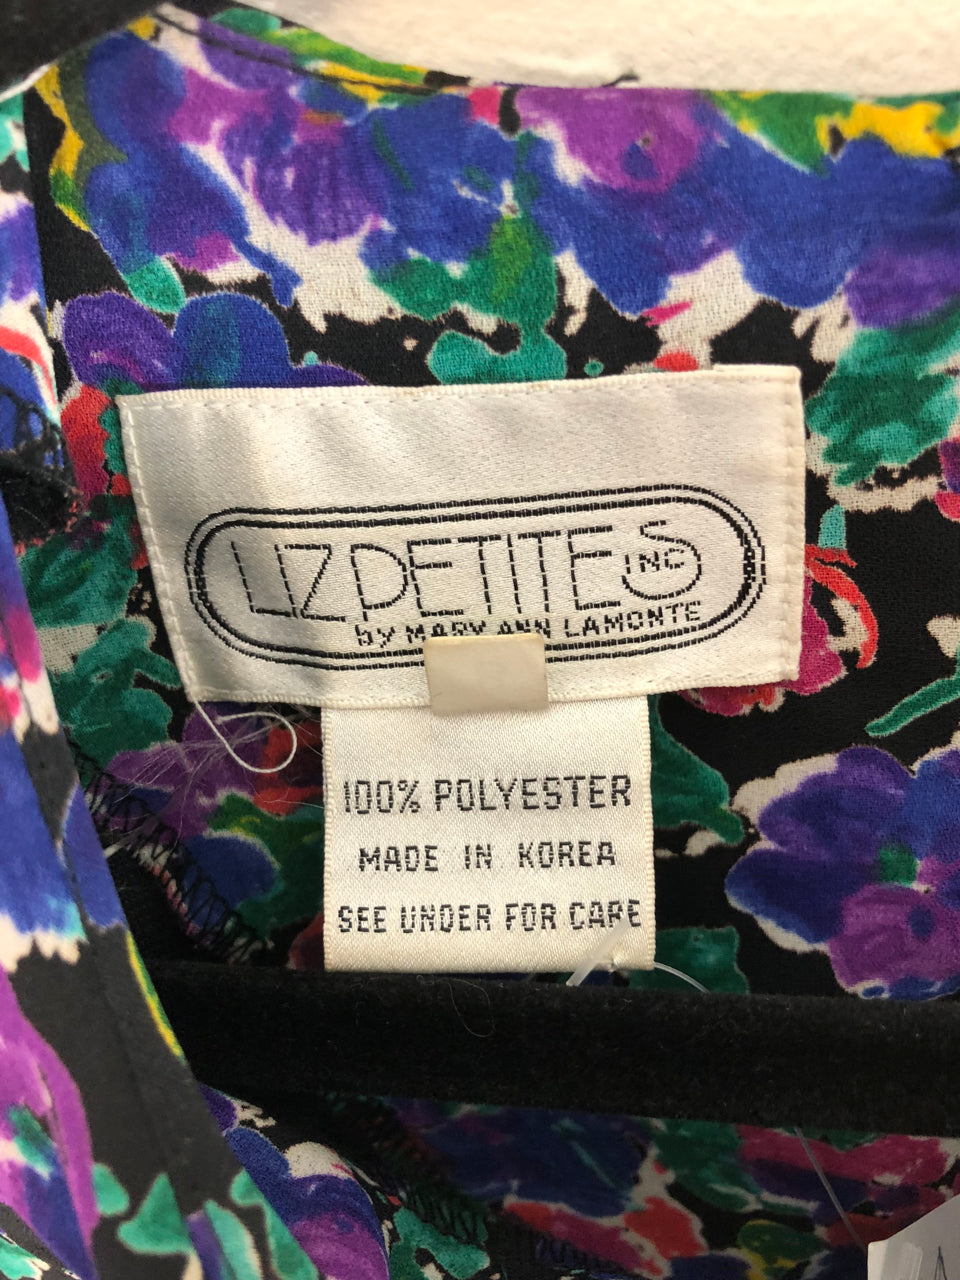 LIZ PETITES INC
by MARY ANN LAMONTE
100% POLYESTER
MADE IN KOREA
SEE UNDER FOR CARE